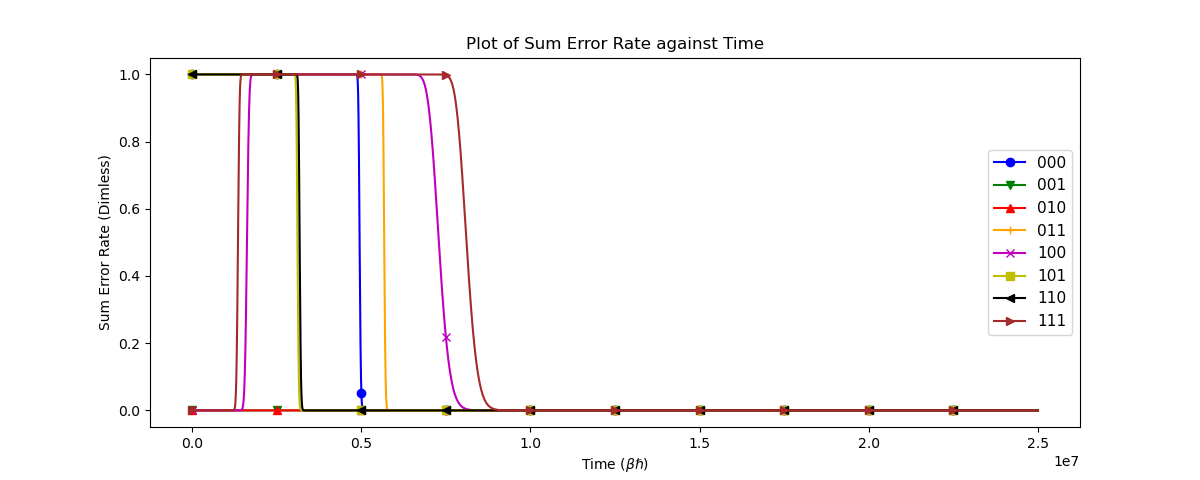 Plot of Sum Error Rate against Time
Sum Error Rate (Dimless)
1.0
0.8
0.6
0.4
0.2
0.0
000
001
010
011
100
101
110
111
0.0 0.5 1.0 1.5 2.0 2.5
1e7
Time (βℏ)